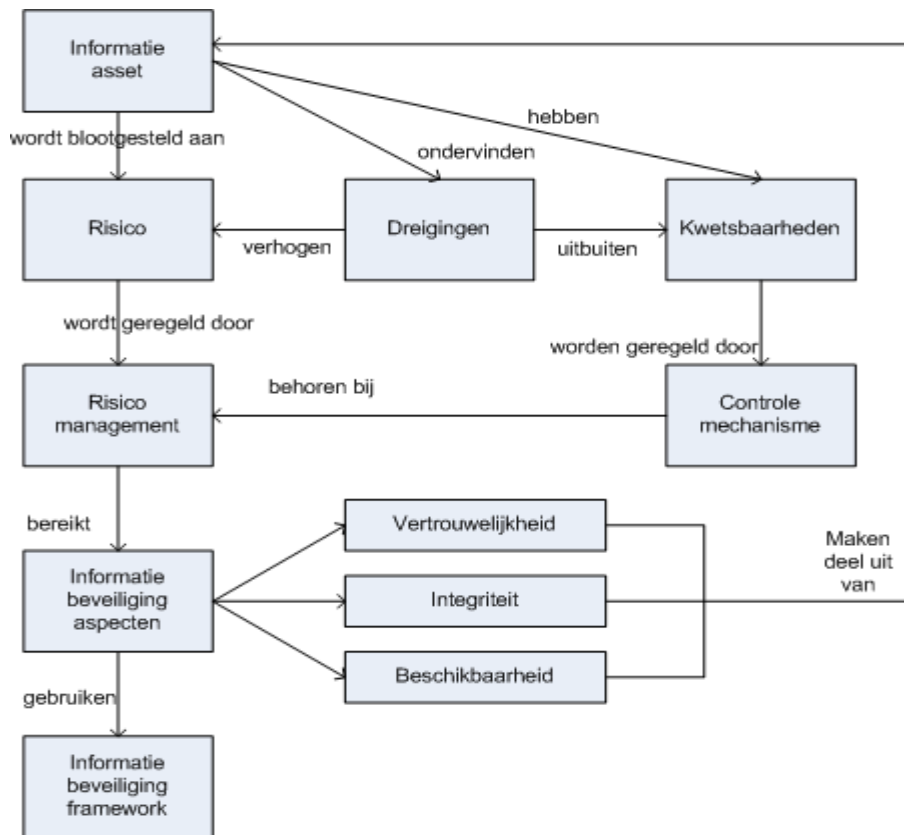 Informatie
asset
hebben
wordt blootgesteld aan
ondervinden
Risico
Dreigingen
Kwetsbaarheden
verhogen
uitbuiten
wordt geregeld door
worden geregeld door
behoren bij
Risico
management
Controle
mechanisme
bereikt
Vertrouwelijkheid
Maken
deel uit
van
Informatie
beveiliging
aspecten
Integriteit
Beschikbaarheid
gebruiken
Informatie
beveiliging
framework